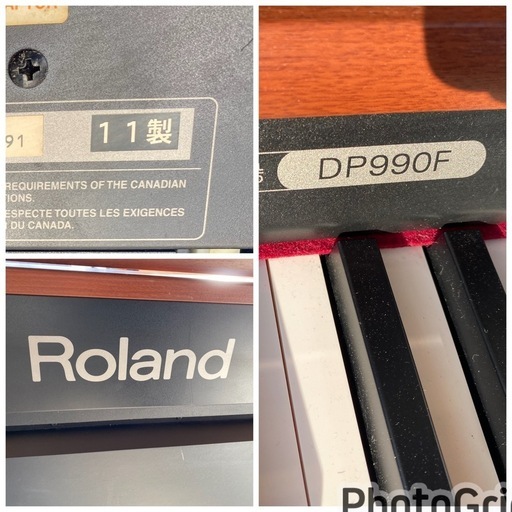 91
11製
REQUIREMENTS OF THE CANADIAN
TIONS.
RESPECTE TOUTES LES EXIGENCES
DU CANADA.
DP990F
Roland
PhotoGri